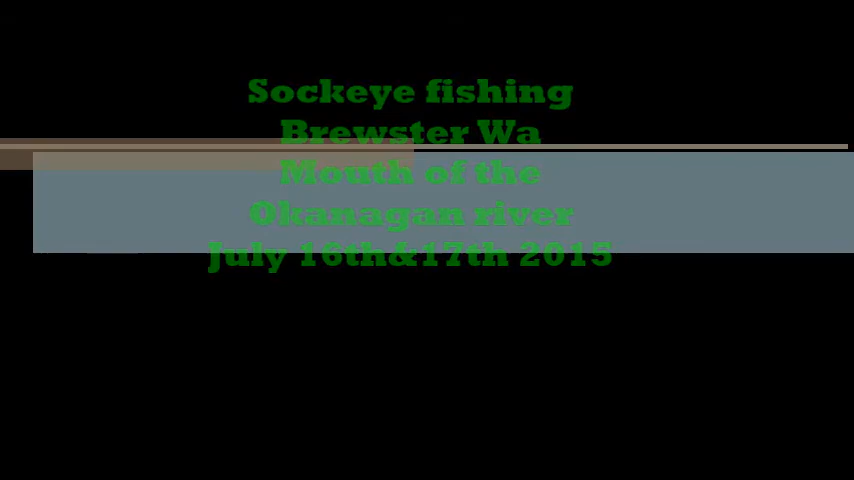 Sockeye fishing
Brewster Wa
Mouth of the
Okanagan river
July 16th&17th 2015